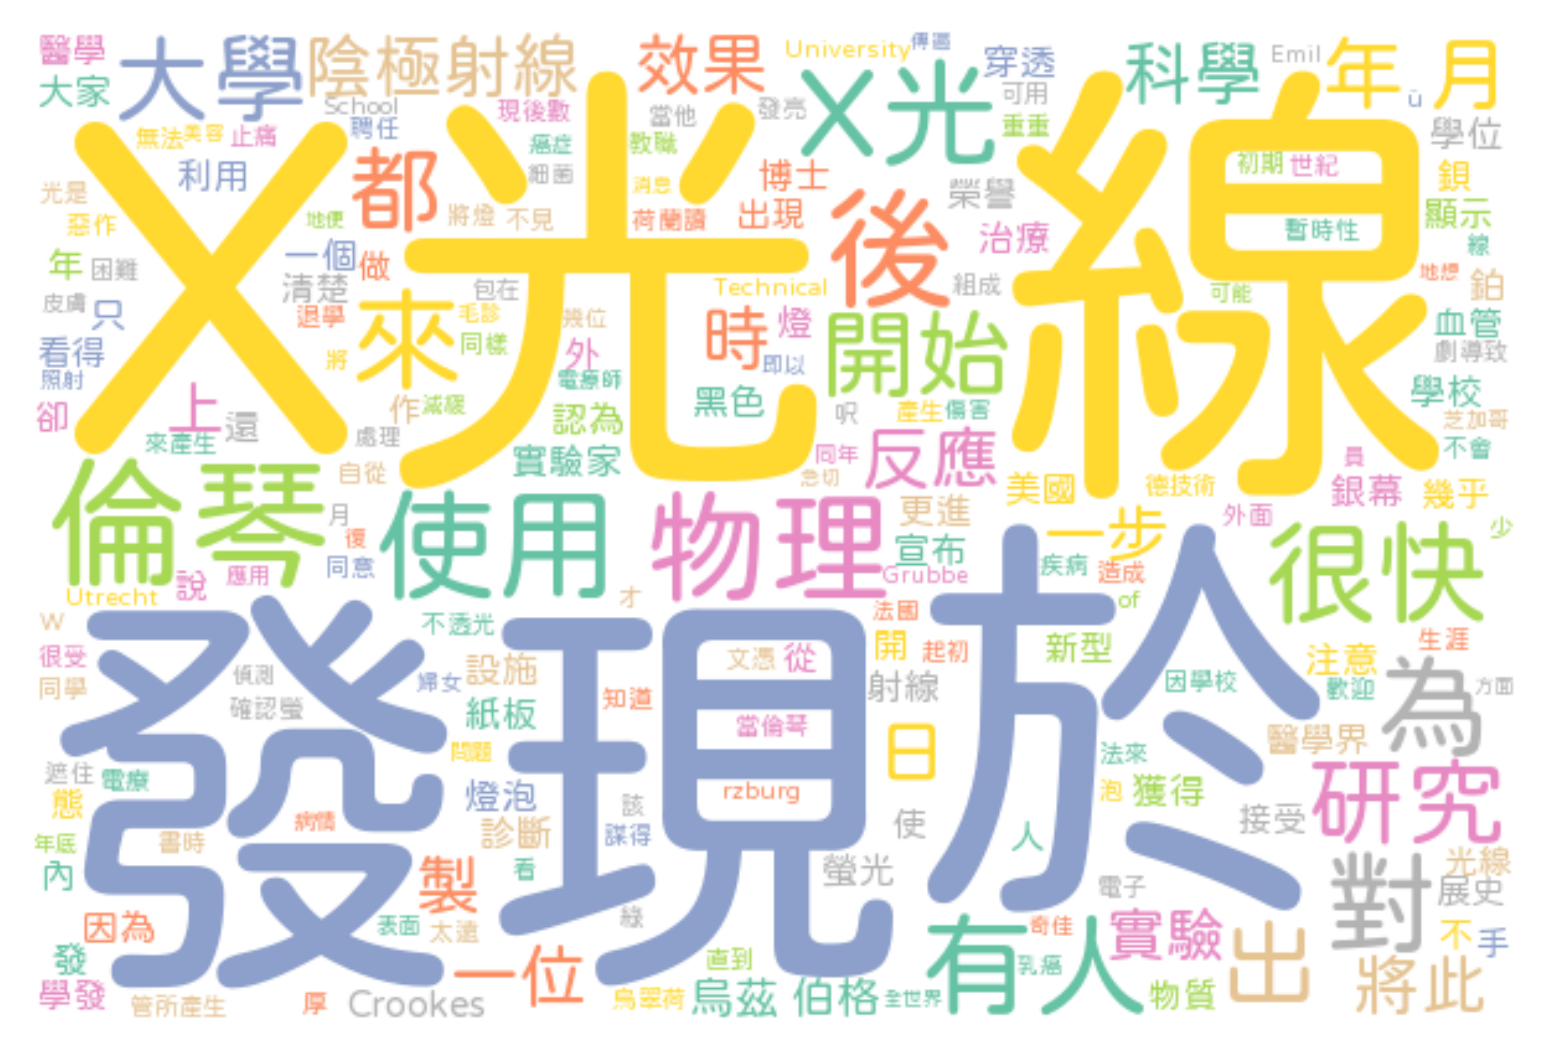 醫學
大學
陰極射線
效果
University
傳區
穿透
科學
Emil
年
ü
月
大家
School
現後數
當他
發亮
X光
可用
重重
學位
無法
美容
止痛
聘任
癌症
教職
X光
線
初期
世紀
利用
都
細菌
消息
博士
榮譽
鋇
光是
地便
將燈
不見
荷蘭讀
出現
後
顯示
惡作
一個
治療
暫時性
線
年
困難
清楚
做
包在
Technical
組成
可能
地想
鉑
皮膚
只
退學
來
毛診
幾位
時
燈
開始
血管
看得
將
同樣
外
即以
劇導致
照射
電療師
學校
卻
上
還
作
減緩
認為
黑色
呎
產生
傷害
芝加哥
來產生
處理
實驗家
同年
反應
不會
自從
急切
員
倫琴
月
使用
物理
更進
美國
德技術
銀幕
幾乎
復
宣布
一步
外面
很快
少
同意
說
應用
Grubbe
疾病
造成
Utrecht
才
法國
of
W
不透光
發現
於
開
起初
新型
生涯
很受
偵測
婦女
設施
文憑
從
射線
因學校
注意
歡迎
為
方面
同學
確認螢
紙板
知道
當倫琴
日
醫學界
問題
法來
遮住
電療
燈泡
rzburg
泡
獲得
研究
態
病情
該
使
接受
年底
書時
診斷
謀得
人
內
製
看
螢光
電子
對
光線
展史
因為
表面
太遠
綠
有人
奇佳
實驗
出
不
手
發
一位
直到
乳癌
學發
管所產生
厚
Crookes
烏翠荷
烏茲
伯格
全世界
物質
將此